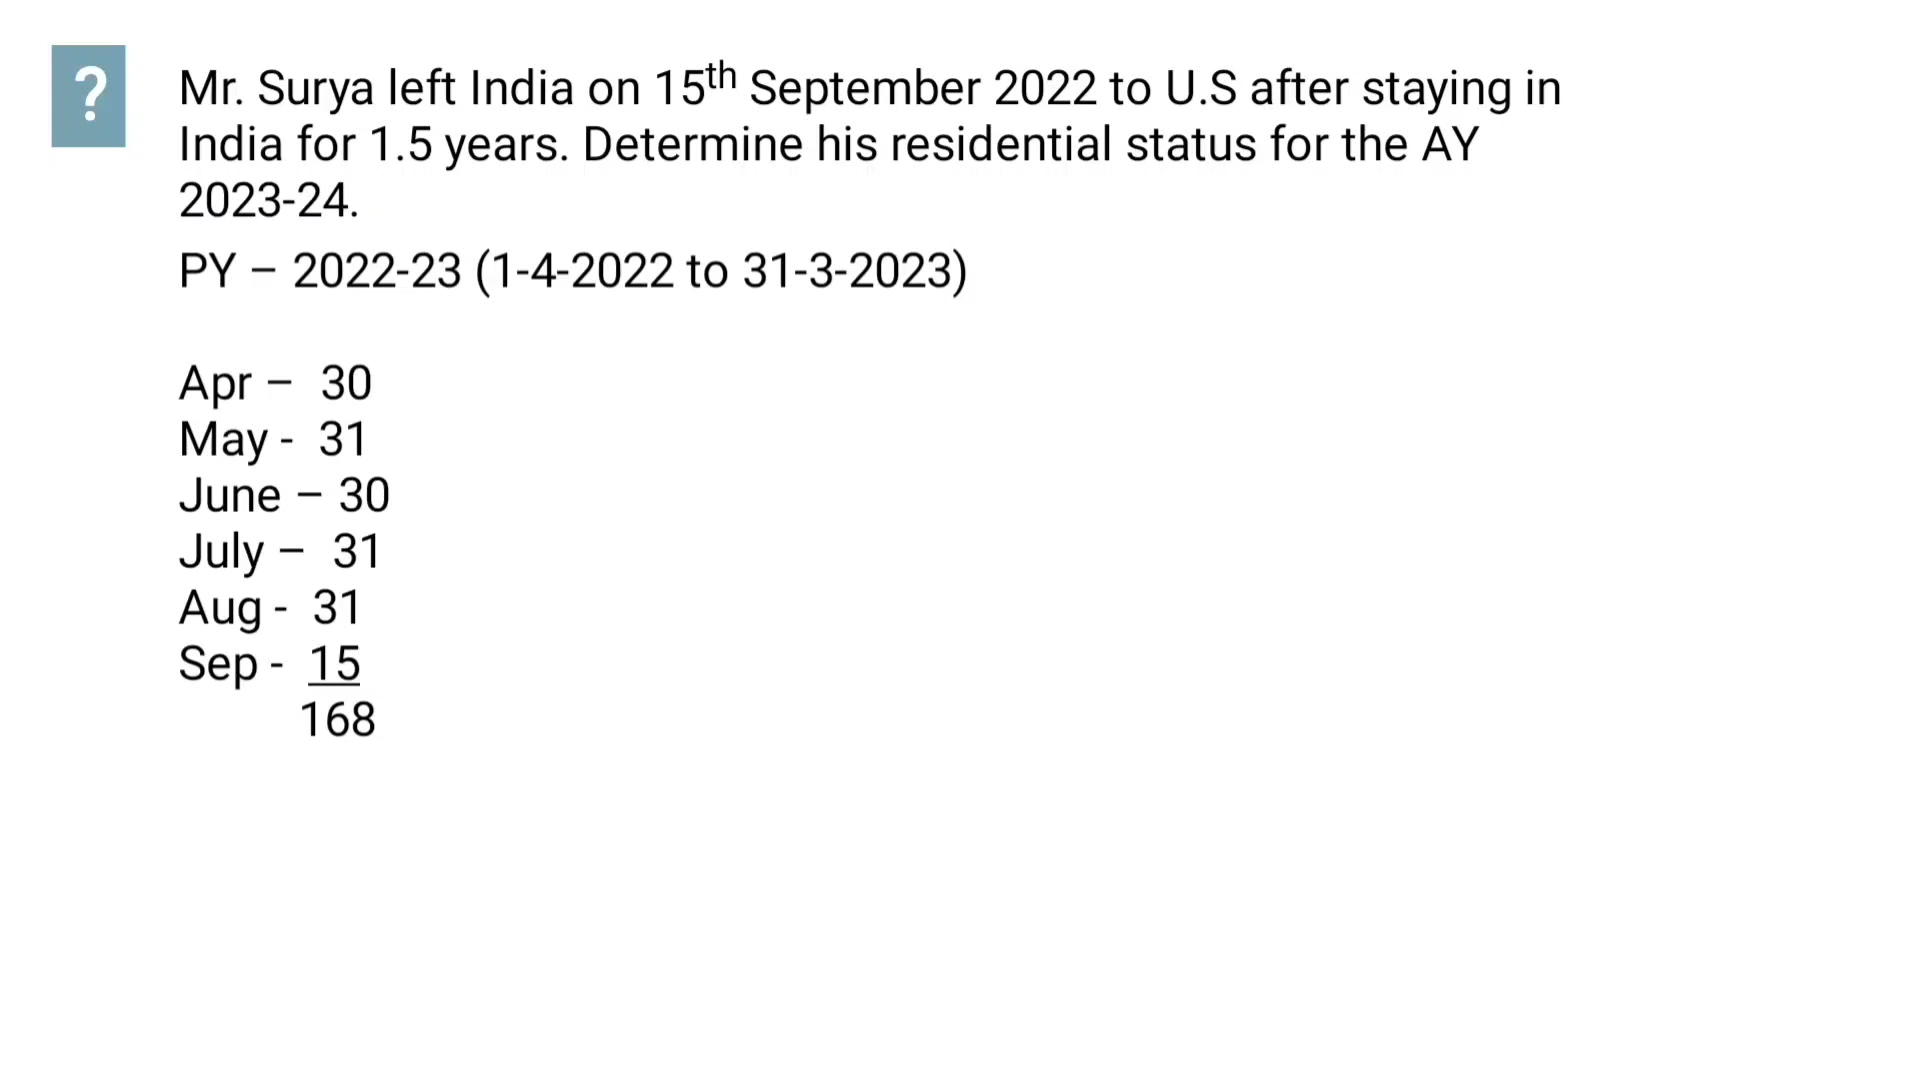 ?
Mr. Surya left India on 15th September 2022 to U.S after staying in
India for 1.5 years. Determine his residential status for the AY
2023-24.
PY – 2022-23 (1-4-2022 to 31-3-2023)
Apr – 30
May - 31
June – 30
July – 31
Aug - 31
Sep - 15
168